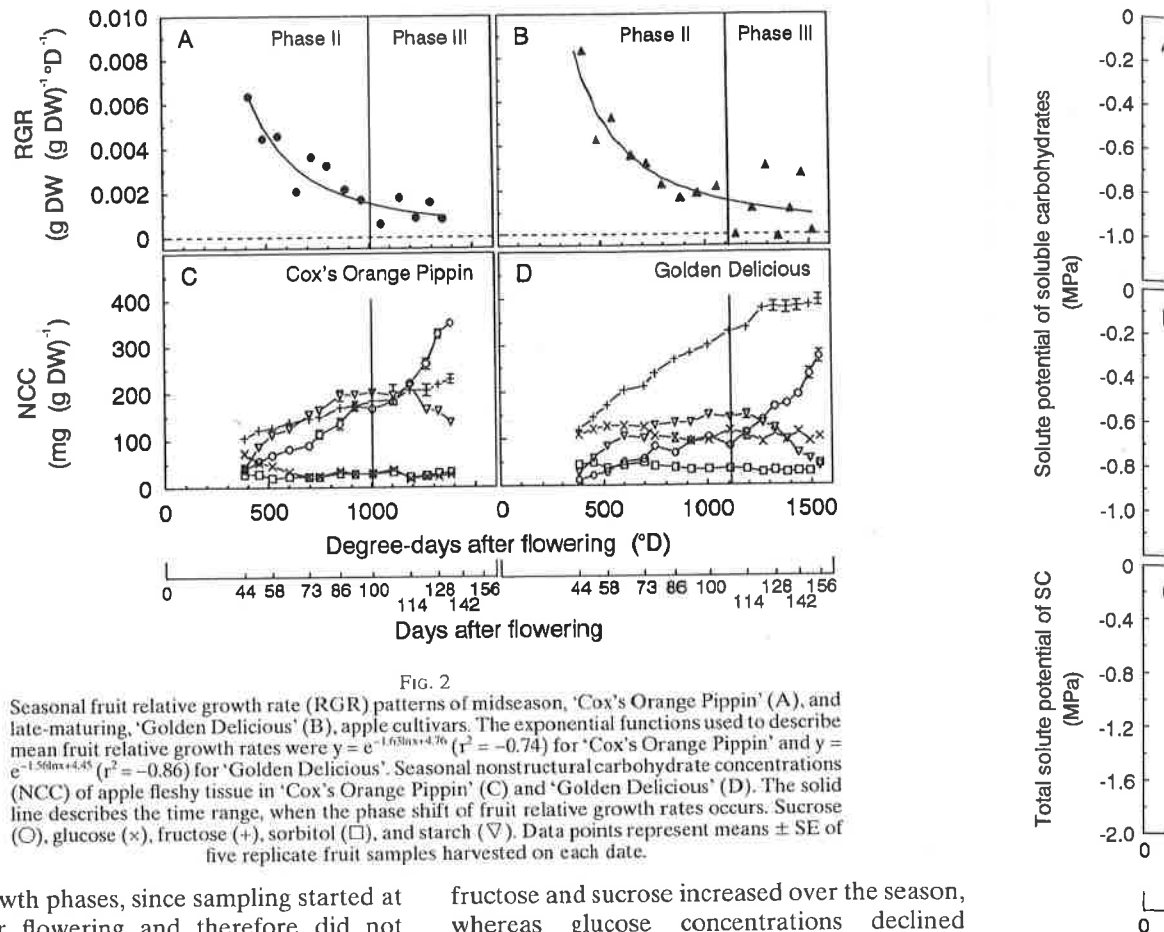 0.010
0.008
0.006
0.004
0.002
0
RGR
g DW (g DW)⁻¹ °D⁻¹
A
Phase II
Phase III
B
Phase II
Phase III
C
Cox's Orange Pippin
D
Golden Delicious
400
300
200
100
0
NCC
(mg (g DW)⁻¹)
0 500 1000 0 500 1000 1500
Degree-days after flowering (°D)
0 44 58 73 86 100 114 128 142 156 0 44 58 73 86 100 114 128 142 156
Days after flowering
FIG. 2
Seasonal fruit relative growth rate (RGR) patterns of midseason, 'Cox's Orange Pippin' (A), and
late-maturing, 'Golden Delicious' (B), apple cultivars. The exponential functions used to describe
mean fruit relative growth rates were y = e⁻¹·⁶³ˡⁿˣ⁺⁴·⁷⁶ (r² = −0.74) for 'Cox's Orange Pippin' and y =
e⁻¹·⁵⁶ˡⁿˣ⁺⁴·⁴⁵ (r² = −0.86) for 'Golden Delicious'. Seasonal nonstructural carbohydrate concentrations
(NCC) of apple fleshy tissue in 'Cox's Orange Pippin' (C) and 'Golden Delicious' (D). The solid
line describes the time range, when the phase shift of fruit relative growth rates occurs. Sucrose
(○), glucose (×), fructose (+), sorbitol (□), and starch (▽). Data points represent means ± SE of
five replicate fruit samples harvested on each date.
wth phases, since sampling started at
r flowering and therefore did not
fructose and sucrose increased over the season,
whereas glucose concentrations declined
Solute potential of soluble carbohydrates
(MPa)
0
-0.2
-0.4
-0.6
-0.8
-1.0
0
-0.2
-0.4
-0.6
-0.8
-1.0
Total solute potential of SC
(MPa)
0
-0.4
-0.8
-1.2
-1.6
-2.0
0
0